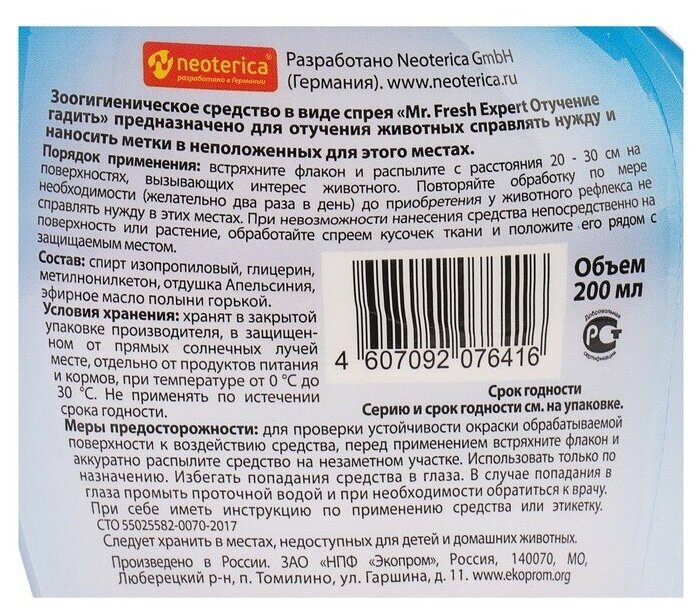 neoterica®
разработано в Германии
Разработано Neoterica GmbH
(Германия). www.neoterica.ru
Зоогигиеническое средство в виде спрея «Mr. Fresh Expert Отучение
гадить» предназначено для отучения животных справлять нужду и
наносить метки в неположенных для этого местах.
Порядок применения: встряхните флакон и распылите с расстояния 20 - 30 см на
поверхностях, вызывающих интерес животного. Повторяйте обработку по мере
необходимости (желательно два раза в день) до приобретения у животного рефлекса не
справлять нужду в этих местах. При невозможности нанесения средства непосредственно на
поверхность или растение, обработайте спреем кусочек ткани и положите его рядом с
защищаемым местом.
Состав: спирт изопропиловый, глицерин,
метилнонилкетон, отдушка Апельсиния,
эфирное масло полыни горькой.
Условия хранения: хранят в закрытой
упаковке производителя, в защищен-
ном от прямых солнечных лучей
месте, отдельно от продуктов питания
и кормов, при температуре от 0 °С до
30 °С. Не применять по истечении
срока годности.
4 607092 076416
Объем
200 мл
Добровольная
РСТ
сертификация
Срок годности
Серию и срок годности см. на упаковке.
Меры предосторожности: для проверки устойчивости окраски обрабатываемой
поверхности к воздействию средства, перед применением встряхните флакон и
аккуратно распылите средство на незаметном участке. Использовать только по
назначению. Избегать попадания средства в глаза. В случае попадания в
глаза промыть проточной водой и при необходимости обратиться к врачу.
При себе иметь инструкцию по применению средства или этикетку.
СТО 55025582-0070-2017
Следует хранить в местах, недоступных для детей и домашних животных.
Произведено в России. ЗАО «НПФ «Экопром», Россия, 140070, МО,
Люберецкий р-н, п. Томилино, ул. Гаршина, д. 11. www.ekoprom.org